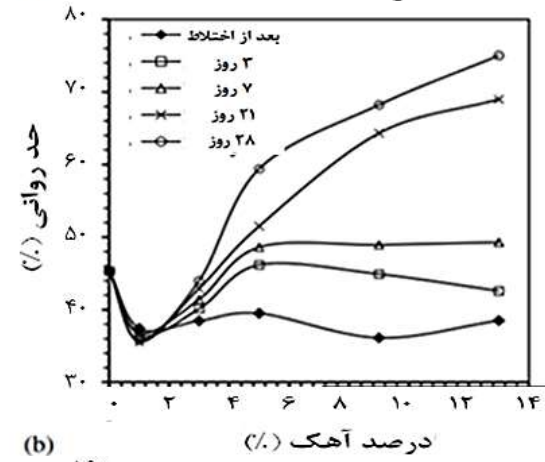 ۸۰
۷۰
۶۰
۵۰
۴۰
۳۰
حد روانی (٪)
بعد از اختلاط
۳ روز
۷ روز
۲۱ روز
۲۸ روز
۰ ۲ ۴ ۶ ۸ ۱۰ ۱۲ ۱۴
درصد آهک (٪)
(b)